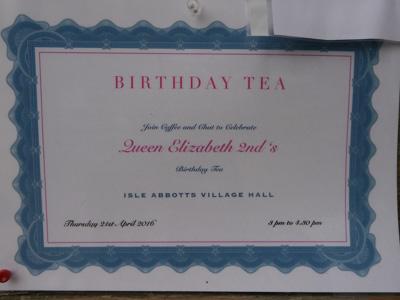 BIRTHDAY TEA
Join Coffee and Chat to Celebrate
Queen Elizabeth 2nd 's
Birthday Tea
ISLE ABBOTTS VILLAGE HALL
Thursday 21st April 2016 3 pm to 4.30 pm